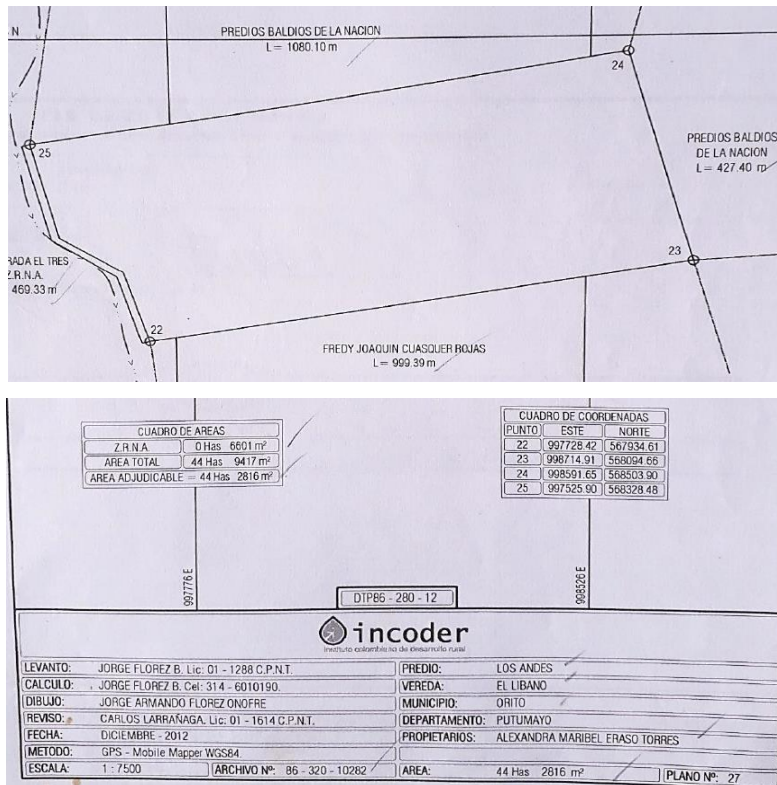 N
PREDIOS BALDIOS DE LA NACION
L = 1080.10 m
24
25
PREDIOS BALDIOS
DE LA NACION
L = 427.40 m
23
RADA EL TRES
Z.R.N.A.
469.33 m
22
FREDY JOAQUIN CUASQUER ROJAS
L = 999.39 m
CUADRO DE AREAS
Z.R.N.A. 0 Has 6601 m²
AREA TOTAL 44 Has 9417 m²
AREA ADJUDICABLE = 44 Has 2816 m²
CUADRO DE COORDENADAS
PUNTO ESTE NORTE
22 997728.42 567934.61
23 998714.91 568094.66
24 998591.65 568503.90
25 997525.90 568328.48
997776 E
998526 E
DTP86 - 280 - 12
incoder
Instituto colombiano de desarrollo rural
LEVANTO: JORGE FLOREZ B. Lic: 01 - 1288 C.P.N.T.
CALCULO: JORGE FLOREZ B. Cel: 314 - 6010190.
DIBUJO: JORGE ARMANDO FLOREZ ONOFRE
REVISO: CARLOS LARRAÑAGA. Lic: 01 - 1614 C.P.N.T.
FECHA: DICIEMBRE - 2012
METODO: GPS - Mobile Mapper WGS84.
ESCALA: 1 : 7500 ARCHIVO Nº: 86 - 320 - 10282
PREDIO: LOS ANDES
VEREDA: EL LIBANO
MUNICIPIO: ORITO
DEPARTAMENTO: PUTUMAYO
PROPIETARIOS: ALEXANDRA MARIBEL ERASO TORRES
AREA: 44 Has 2816 m² PLANO Nº: 27